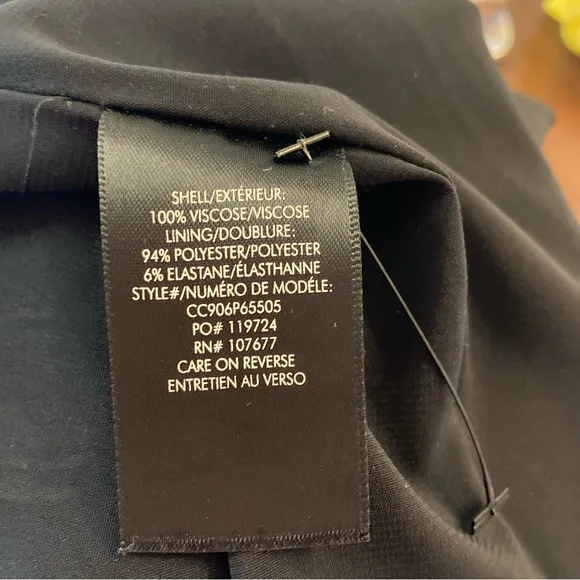 SHELL/EXTÉRIEUR:
100% VISCOSE/VISCOSE
LINING/DOUBLURE:
94% POLYESTER/POLYESTER
6% ELASTANE/ÉLASTHANNE
STYLE#/NUMÉRO DE MODÉLE:
CC906P65505
PO# 119724
RN# 107677
CARE ON REVERSE
ENTRETIEN AU VERSO